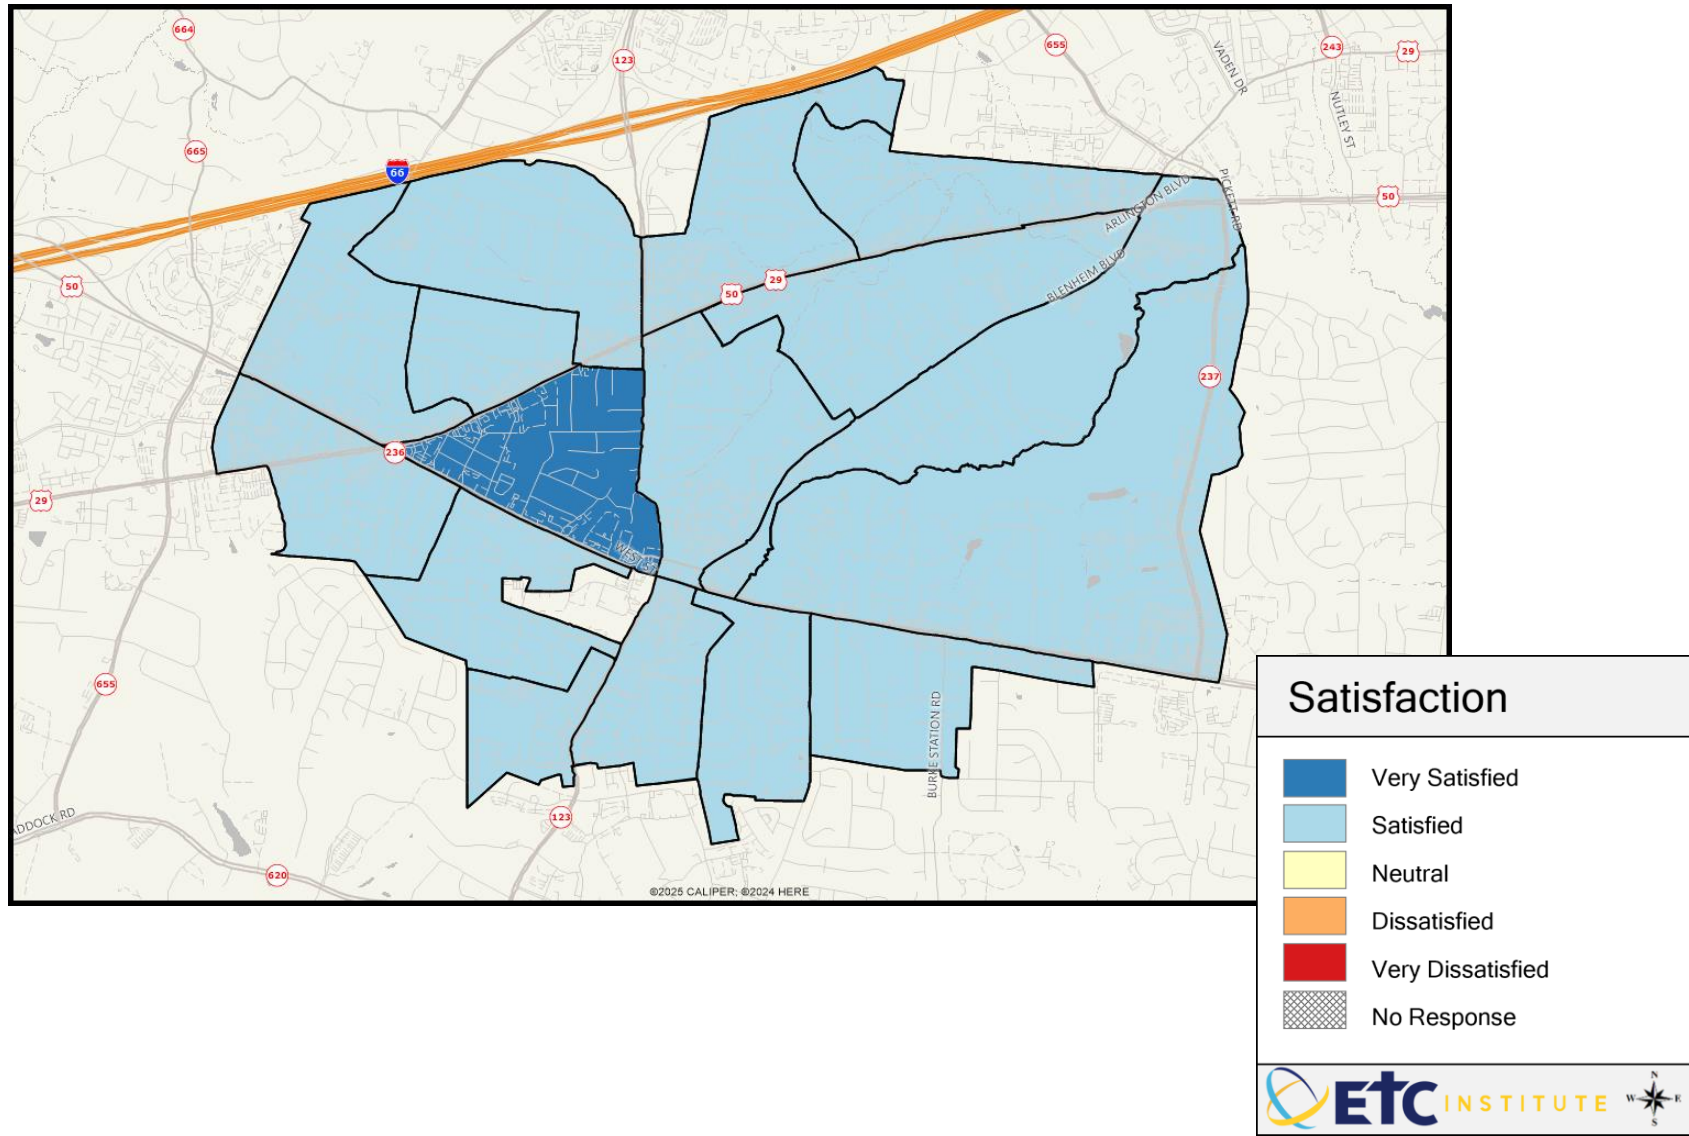 664
123
655
243
29
VADEN DR
NUTLEY ST
665
66
PICKETT RD
50
ARLINGTON BLVD
50
29
50
BLENHEIM BLVD
237
236
29
WEST ST
655
BURKE STATION RD
123
620
©2025 CALIPER; ©2024 HERE
Satisfaction
Very Satisfied
Satisfied
Neutral
Dissatisfied
Very Dissatisfied
No Response
ETC INSTITUTE
N
W E
S